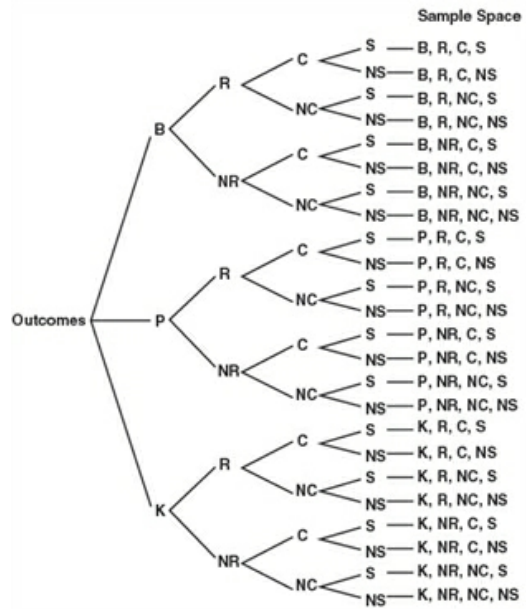 Sample Space
S B, R, C, S
C
NS B, R, C, NS
R
S B, R, NC, S
NC
NS B, R, NC, NS
B
S B, NR, C, S
C
NS B, NR, C, NS
NR
S B, NR, NC, S
NC
NS B, NR, NC, NS
S P, R, C, S
C
NS P, R, C, NS
R
S P, R, NC, S
NC
NS P, R, NC, NS
Outcomes P
S P, NR, C, S
C
NS P, NR, C, NS
NR
S P, NR, NC, S
NC
NS P, NR, NC, NS
S K, R, C, S
C
NS K, R, C, NS
R
S K, R, NC, S
NC
NS K, R, NC, NS
K
S K, NR, C, S
C
NS K, NR, C, NS
NR
S K, NR, NC, S
NC
NS K, NR, NC, NS